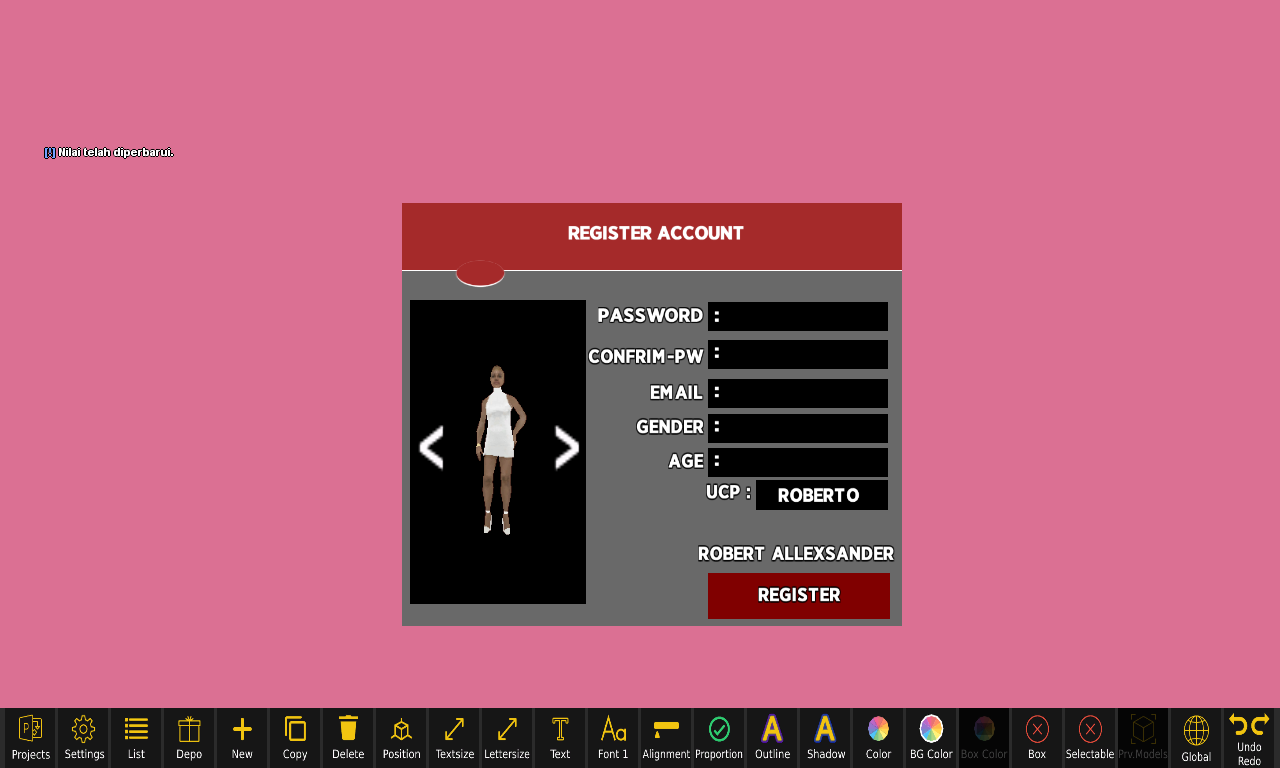 [!] Nilai telah diperbarui.
REGISTER ACCOUNT
PASSWORD :
CONFRIM-PW :
EMAIL :
GENDER :
AGE :
UCP : ROBERTO
< >
ROBERT ALLEXSANDER
REGISTER
Projects Settings List Depo New Copy Delete Position Textsize Lettersize Text Font 1 Alignment Proportion Outline Shadow Color BG Color Box Color Box Selectable Prv.Models Global Undo
Redo